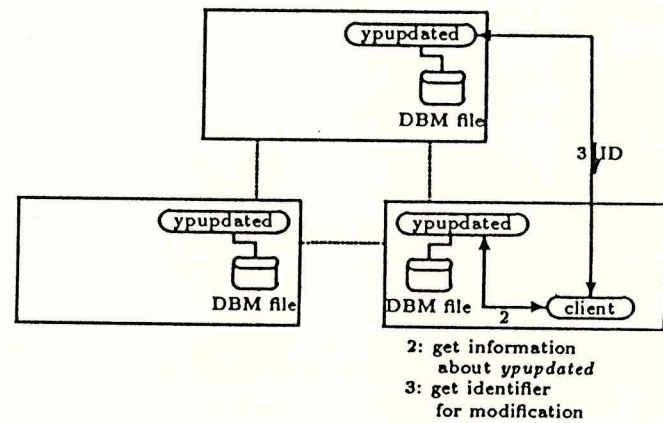 ypupdated
DBM file
3 UID
ypupdated
DBM file
ypupdated
DBM file
2
client
2: get information
about ypupdated
3: get identifier
for modification